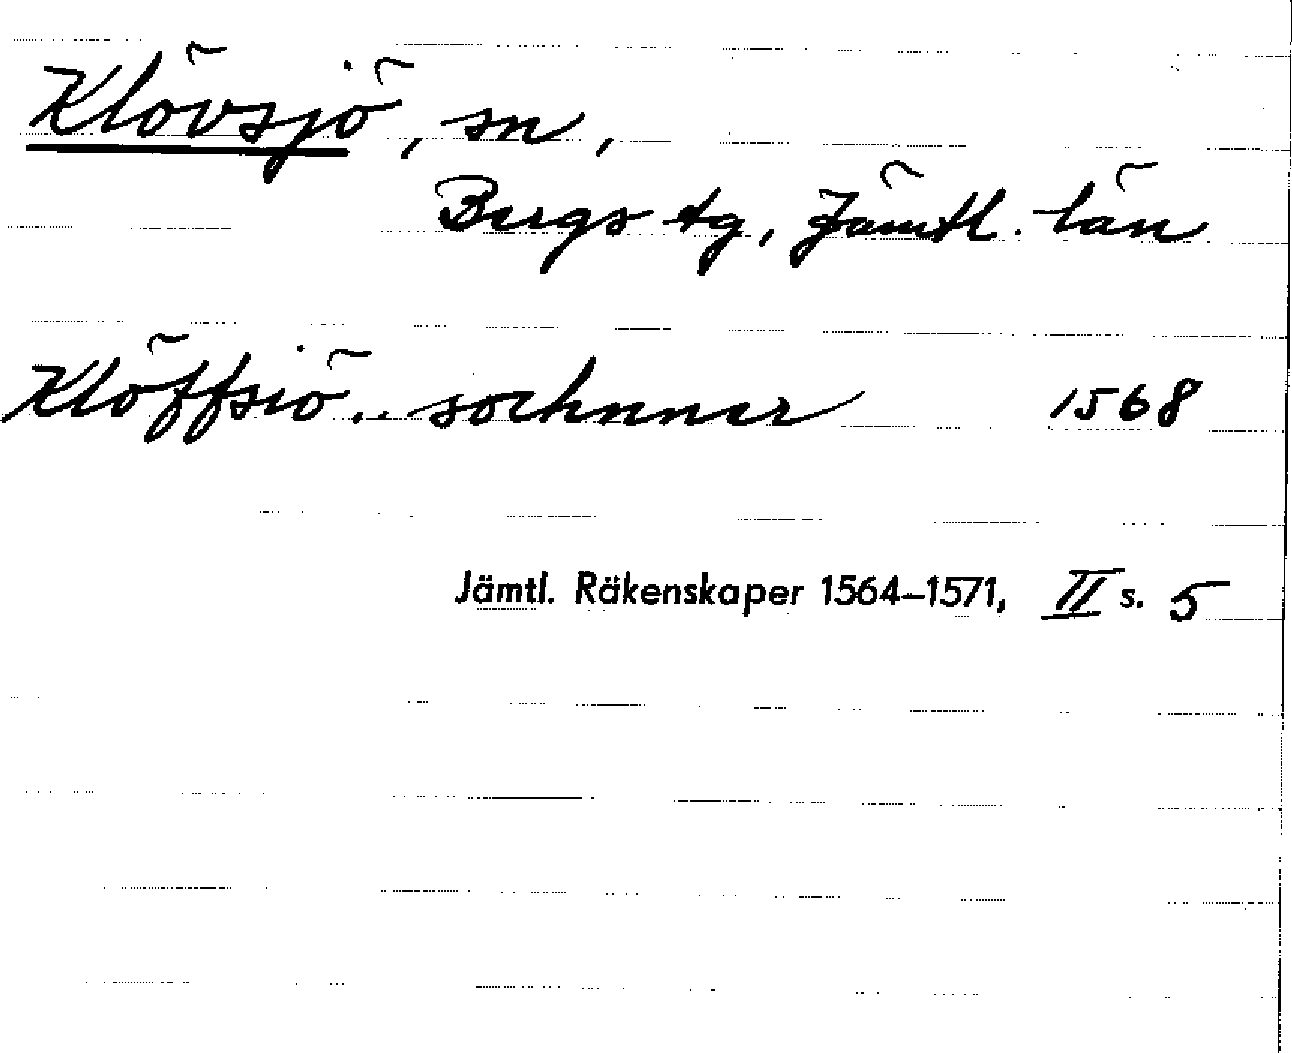 Klövsjö, sn,
Bergs tg, Jämtl. län
Klöffsiö.. sochnner 1568
Jämtl. Räkenskaper 1564–1571, II s. 5